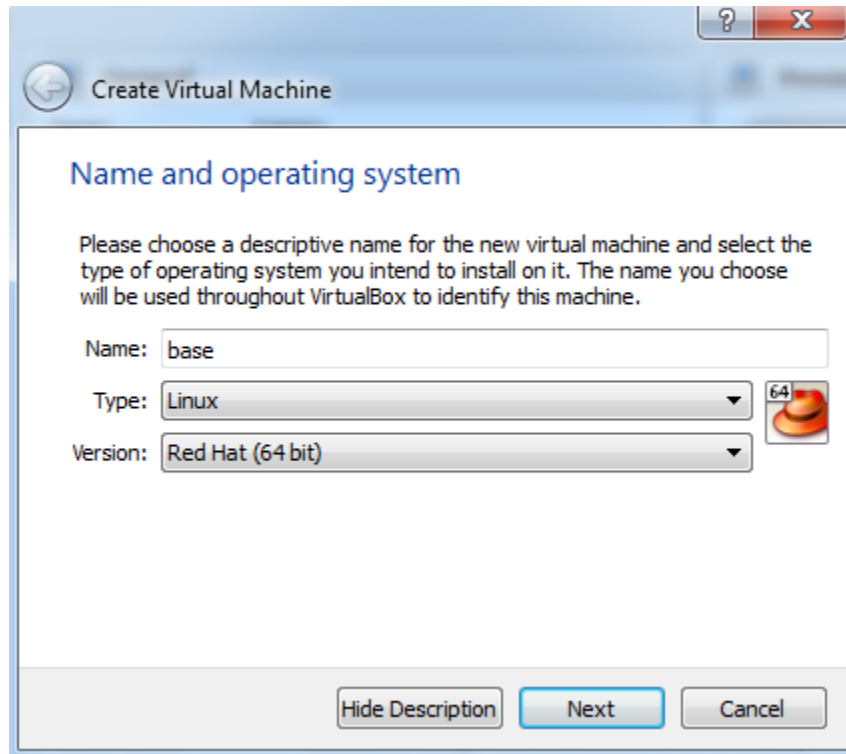 ?
X
Create Virtual Machine
Name and operating system
Please choose a descriptive name for the new virtual machine and select the
type of operating system you intend to install on it. The name you choose
will be used throughout VirtualBox to identify this machine.
Name: base
Type: Linux
64
Version: Red Hat (64 bit)
Hide Description Next Cancel